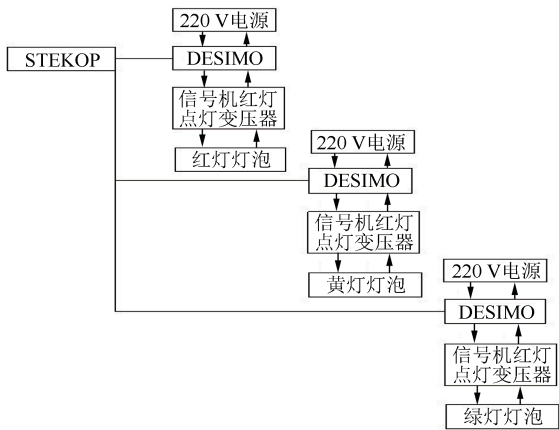 220 V电源
STEKOP
DESIMO
信号机红灯
点灯变压器
红灯灯泡
220 V电源
DESIMO
信号机红灯
点灯变压器
黄灯灯泡
220 V电源
DESIMO
信号机红灯
点灯变压器
绿灯灯泡